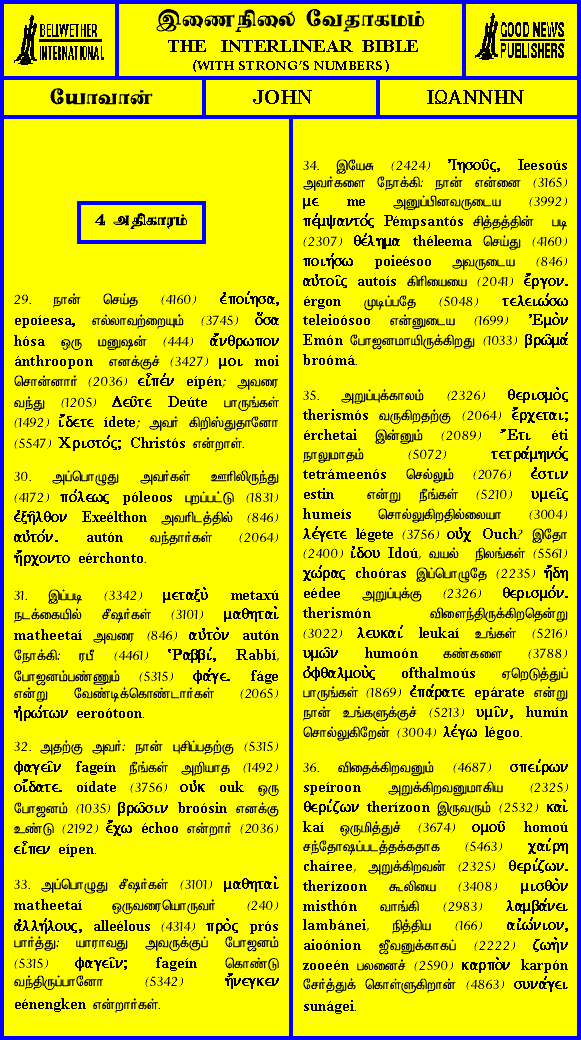 BELLWETHER
INTERNATIONAL
இணைநிலை வேதாகமம்
THE INTERLINEAR BIBLE
(WITH STRONG'S NUMBERS)
GOOD NEWS
PUBLISHERS
யோவான்
JOHN
ΙΩΑΝΝΗΝ
4 அதிகாரம்
29. நான் செய்த (4160) ἐποίησα,
epoíeesa, எல்லாவற்றையும் (3745) ὅσα
hósa ஒரு மனுஷன் (444) ἄνθρωπον
ánthroopon எனக்குச் (3427) μοι moi
சொன்னார் (2036) εἶπέν eípén; அவரை
வந்து (1205) Δεῦτε Deúte பாருங்கள்
(1492) ἴδετε ídete; அவர் கிறிஸ்துதானோ
(5547) Χριστός; Christós என்றாள்.
30. அப்பொழுது அவர்கள் ஊரிலிருந்து
(4172) πόλεως póleoos புறப்பட்டு (1831)
ἐξῆλθον Exeélthon அவரிடத்தில் (846)
αὐτόν. autón வந்தார்கள் (2064)
ἤρχοντο eérchonto.
31. இப்படி (3342) μεταξὺ metaxú
நடக்கையில் சீஷர்கள் (3101) μαθηταὶ
matheetaí அவரை (846) αὐτὸν autón
நோக்கி: ரபீ (4461) Ῥαββί, Rabbí,
போஜனம்பண்ணும் (5315) φάγε. fáge
என்று வேண்டிக்கொண்டார்கள் (2065)
ἠρώτων eeroótoon.
32. அதற்கு அவர்: நான் புசிப்பதற்கு (5315)
φαγεῖν fageín நீங்கள் அறியாத (1492)
οἴδατε. oídate (3756) οὐκ ouk ஒரு
போஜனம் (1035) βρῶσιν broósin எனக்கு
உண்டு (2192) ἔχω échoo என்றார் (2036)
εἶπεν eípen.
33. அப்பொழுது சீஷர்கள் (3101) μαθηταὶ
matheetaí ஒருவரையொருவர் (240)
ἀλλήλους, alleélous (4314) πρὸς prós
பார்த்து: யாராவது அவருக்குப் போஜனம்
(5315) φαγεῖν; fageín கொண்டு
வந்திருப்பானோ (5342) ἤνεγκεν
eénengken என்றார்கள்.
34. இயேசு (2424) Ἰησοῦς, Ieesoús
அவர்களை நோக்கி: நான் என்னை (3165)
με me அனுப்பினவருடைய (3992)
πέμψαντός Pémpsantós சித்தத்தின் படி
(2307) θέλημα théleema செய்து (4160)
ποιήσω poieésoo அவருடைய (846)
αὐτοῖς autoís கிரியையை (2041) ἔργον.
érgon முடிப்பதே (5048) τελειώσω
teleioósoo என்னுடைய (1699) Ἐμὸν
Emón போஜனமாயிருக்கிறது (1033) βρῶμά
broómá.
35. அறுப்புக்காலம் (2326) θερισμὸς
therismós வருகிறதற்கு (2064) ἔρχεται;
érchetai இன்னும் (2089) Ἔτι éti
நாலுமாதம் (5072) τετράμηνός
tetrámeenós செல்லும் (2076) ἐστιν
estin என்று நீங்கள் (5210) υμεῖς
humeís சொல்லுகிறதில்லையா (3004)
λέγετε légete (3756) οὐχ Ouch? இதோ
(2400) ἰδου Idoú, வயல் நிலங்கள் (5561)
χώρας choóras இப்பொழுதே (2235) ἤδη
eédee அறுப்புக்கு (2326) θερισμόν.
therismón விளைந்திருக்கிறதென்று
(3022) λευκαί leukaí உங்கள் (5216)
υμῶν humoón கண்களை (3788)
ὀφθαλμοὺς ofthalmoús ஏறெடுத்துப்
பாருங்கள் (1869) ἐπάρατε epárate என்று
நான் உங்களுக்குச் (5213) υμῖν, humín
சொல்லுகிறேன் (3004) λέγω légoo.
36. விதைக்கிறவனும் (4687) σπείρων
speíroon அறுக்கிறவனுமாகிய (2325)
θερίζων therízoon இருவரும் (2532) καὶ
kaí ஒருமித்துச் (3674) ομοῦ homoú
சந்தோஷப்படத்தக்கதாக (5463) χαίρη
chaíree, அறுக்கிறவன் (2325) θερίζων.
therízoon கூலியை (3408) μισθὸν
misthón வாங்கி (2983) λαμβάνει
lambánei, நித்திய (166) αἰώνιον,
aioónion ஜீவனுக்காகப் (2222) ζωὴν
zooeén பலனைச் (2590) καρπὸν karpón
சேர்த்துக் கொள்ளுகிறான் (4863) συνάγει
sunágei.